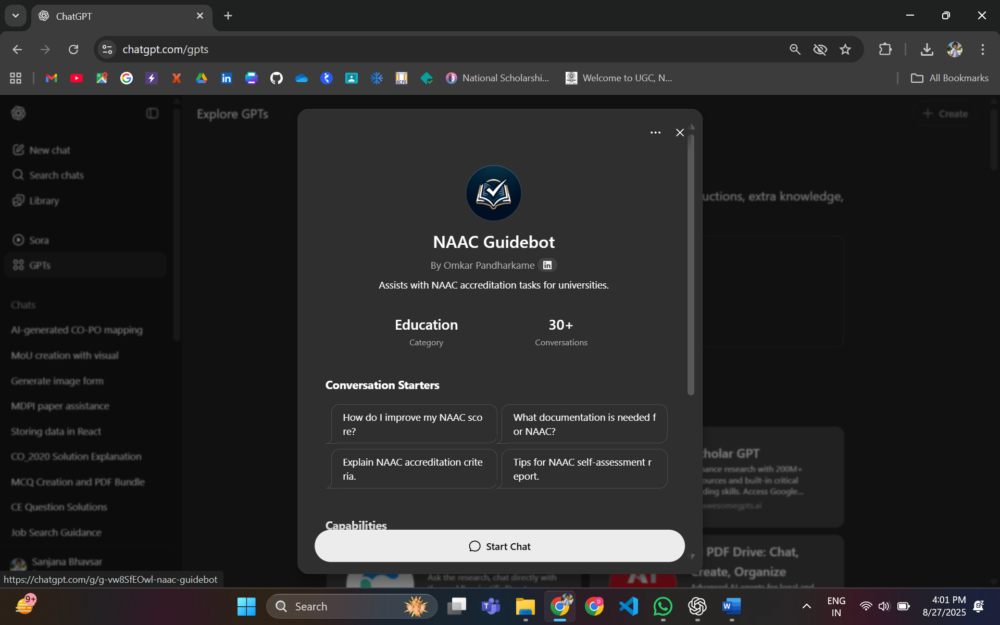 ChatGPT
chatgpt.com/gpts
National Scholarshi...
Welcome to UGC, N...
All Bookmarks
Explore GPTs
Create
New chat
Search chats
Library
Sora
GPTs
Chats
AI-generated CO-PO mapping
MoU creation with visual
Generate image form
MDPI paper assistance
Storing data in React
CO_2020 Solution Explanation
MCQ Creation and PDF Bundle
CE Question Solutions
Job Search Guidance
Sanjana Bhavsar
https://chatgpt.com/g/g-vw8SfEOwl-naac-guidebot
NAAC Guidebot
By Omkar Pandharkame
in
Assists with NAAC accreditation tasks for universities.
Education
Category
30+
Conversations
Conversation Starters
How do I improve my NAAC sco
re?
What documentation is needed f
or NAAC?
Explain NAAC accreditation crite
ria.
Tips for NAAC self-assessment r
eport.
Capabilities
Start Chat
uctions, extra knowledge,
holar GPT
ance research with 200M+
ources and built-in critical
ding skills. Access Google...
awesomegpts.ai
PDF Drive: Chat,
Create, Organize
Ask the research, chat directly with
9+
Search
ENG
IN
4:01 PM
8/27/2025